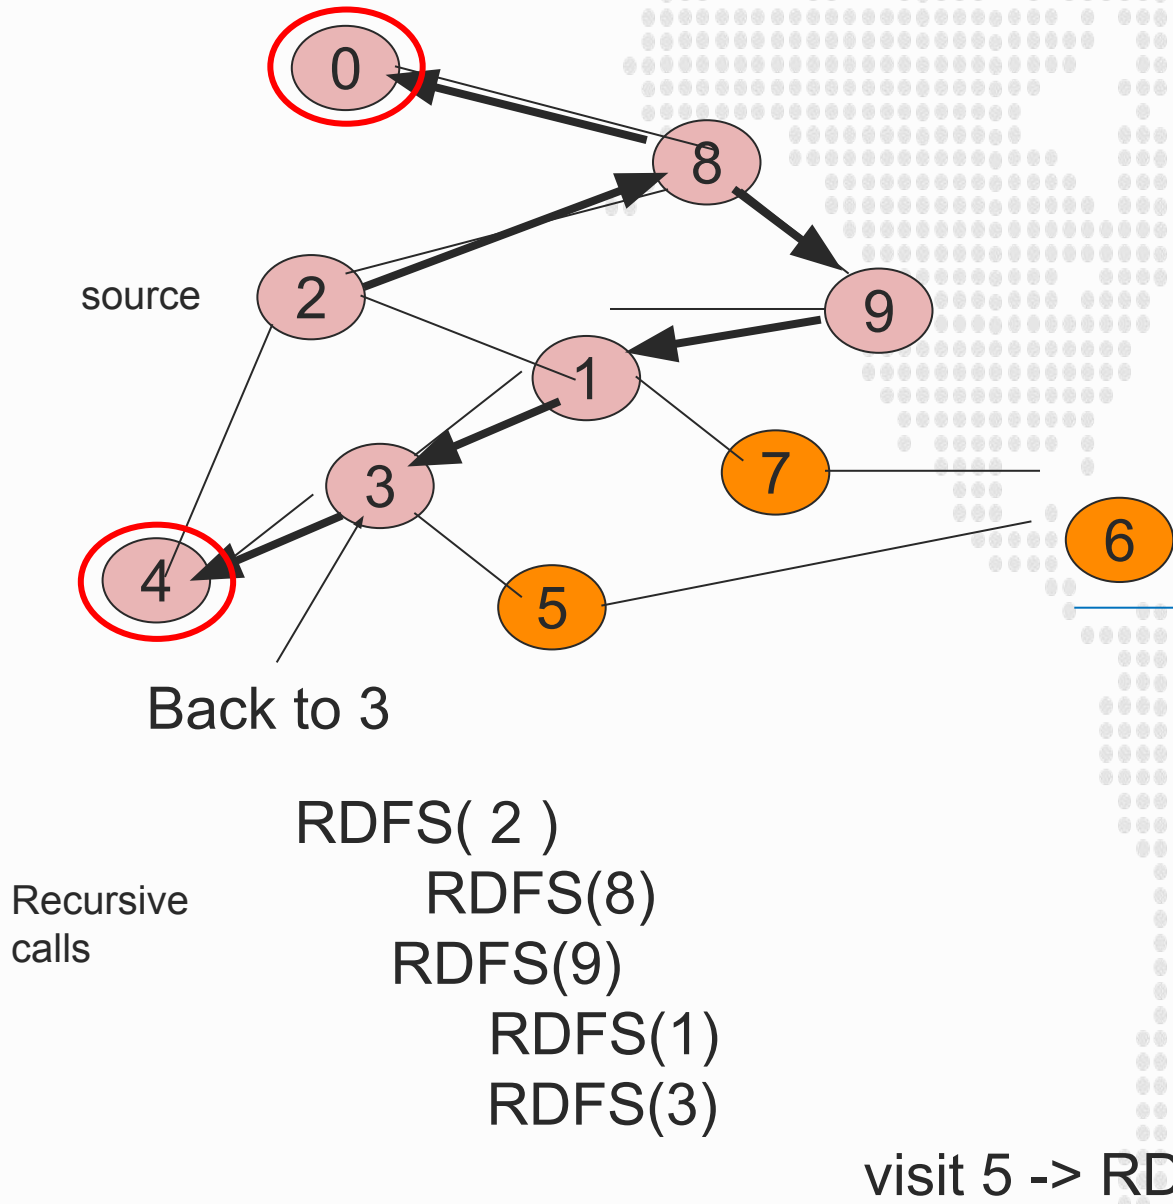 0
8
source
2
9
1
7
3
6
4
5
Back to 3
RDFS( 2 )
Recursive
calls
RDFS(8)
RDFS(9)
RDFS(1)
RDFS(3)
visit 5 -> RD